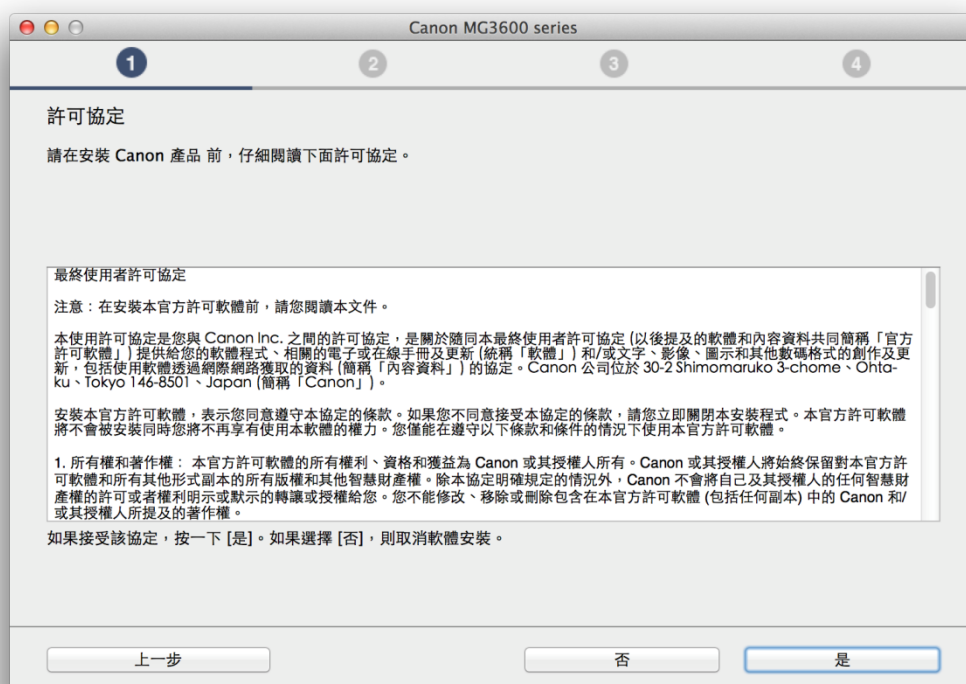 Canon MG3600 series
1
2
3
4
許可協定
請在安裝 Canon 產品 前，仔細閱讀下面許可協定。
最終使用者許可協定
注意：在安裝本官方許可軟體前，請您閱讀本文件。
本使用許可協定是您與 Canon Inc. 之間的許可協定，是關於隨同本最終使用者許可協定 (以後提及的軟體和內容資料共同簡稱「官方
許可軟體」) 提供給您的軟體程式、相關的電子或在線手冊及更新 (統稱「軟體」) 和/或文字、影像、圖示和其他數碼格式的創作及更
新，包括使用軟體透過網際網路獲取的資料 (簡稱「內容資料」) 的協定。Canon 公司位於 30-2 Shimomaruko 3-chome、Ohta-
ku、Tokyo 146-8501、Japan (簡稱「Canon」)。
安裝本官方許可軟體，表示您同意遵守本協定的條款。如果您不同意接受本協定的條款，請您立即關閉本安裝程式。本官方許可軟體
將不會被安裝同時您將不再享有使用本軟體的權力。您僅能在遵守以下條款和條件的情況下使用本官方許可軟體。
1. 所有權和著作權： 本官方許可軟體的所有權利、資格和獲益為 Canon 或其授權人所有。Canon 或其授權人將始終保留對本官方許
可軟體和所有其他形式副本的所有版權和其他智慧財產權。除本協定明確規定的情況外，Canon 不會將自己及其授權人的任何智慧財
產權的許可或者權利明示或默示的轉讓或授權給您。您不能修改、移除或刪除包含在本官方許可軟體 (包括任何副本) 中的 Canon 和/
或其授權人所提及的著作權。
如果接受該協定，按一下 [是]。如果選擇 [否]，則取消軟體安裝。
上一步
否
是